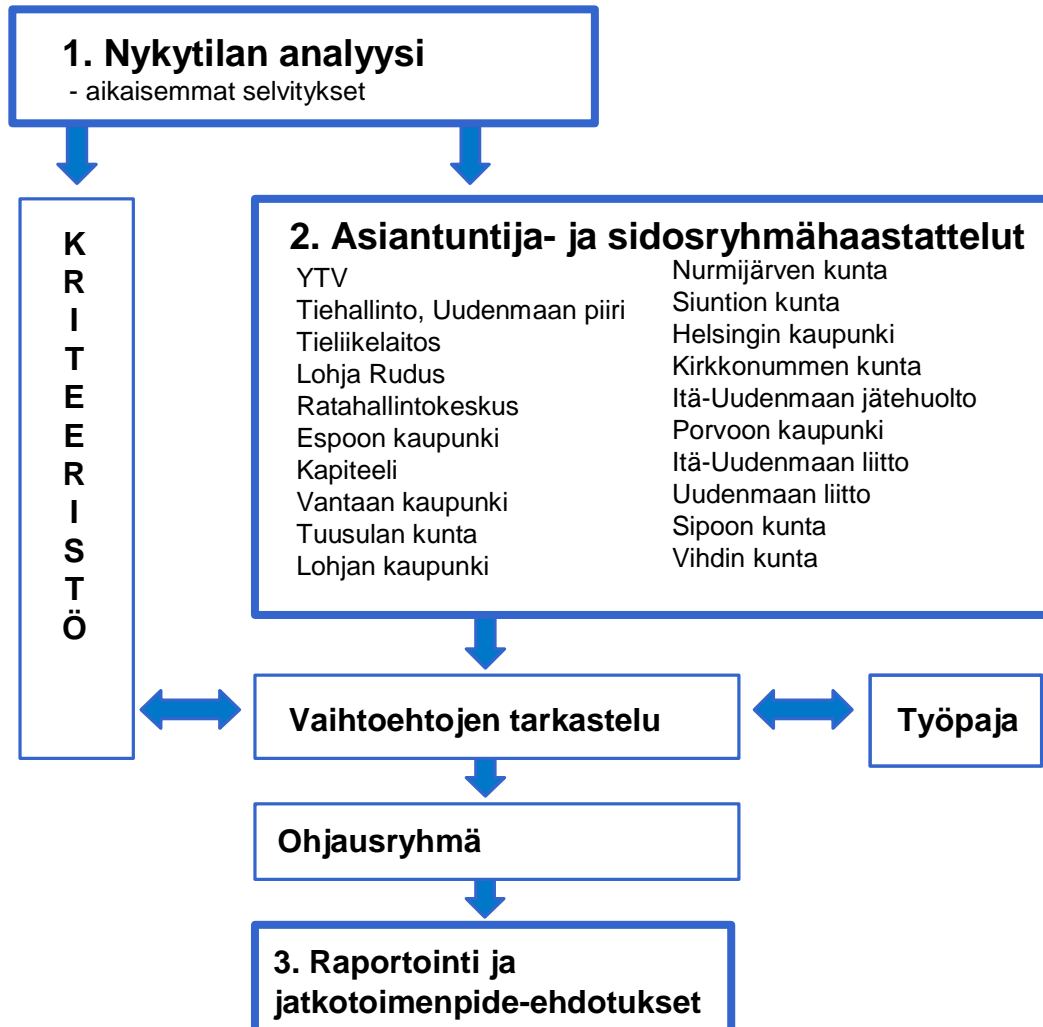 1. Nykytilan analyysi
- aikaisemmat selvitykset
K
R
I
T
E
E
R
I
S
T
Ö
2. Asiantuntija- ja sidosryhmähaastattelut
YTV
Tiehallinto, Uudenmaan piiri
Tieliikelaitos
Lohja Rudus
Ratahallintokeskus
Espoon kaupunki
Kapiteeli
Vantaan kaupunki
Tuusulan kunta
Lohjan kaupunki
Nurmijärven kunta
Siuntion kunta
Helsingin kaupunki
Kirkkonummen kunta
Itä-Uudenmaan jätehuolto
Porvoon kaupunki
Itä-Uudenmaan liitto
Uudenmaan liitto
Sipoon kunta
Vihdin kunta
Vaihtoehtojen tarkastelu
Työpaja
Ohjausryhmä
3. Raportointi ja
jatkotoimenpide-ehdotukset